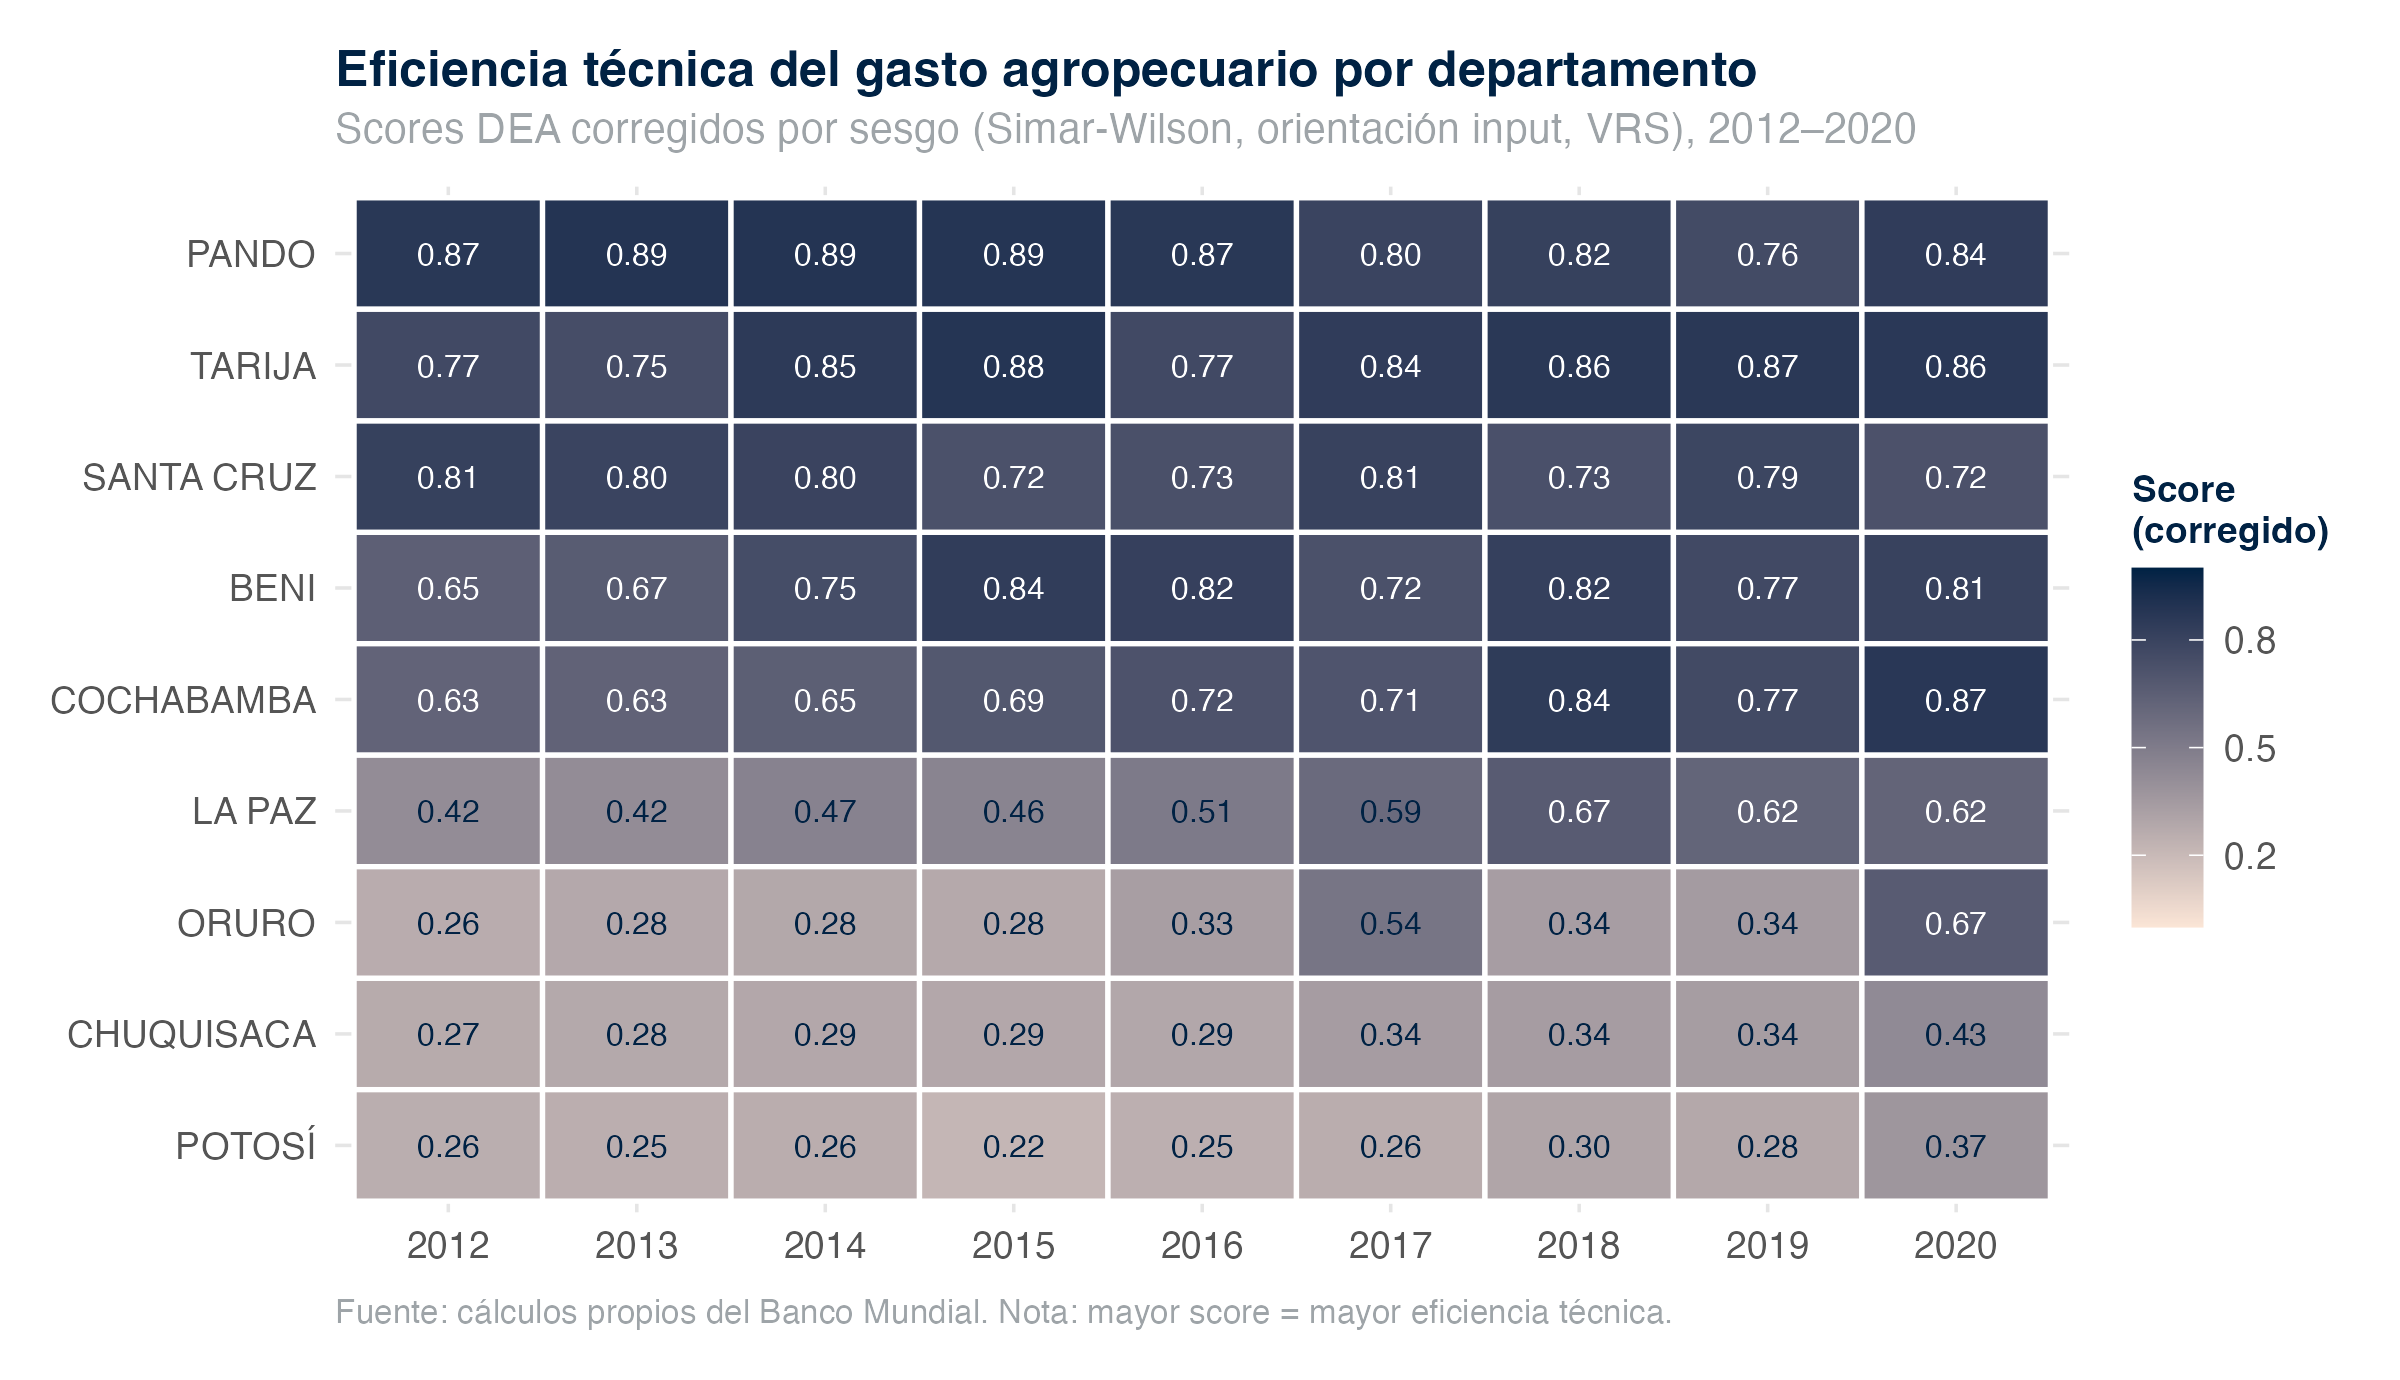 Eficiencia técnica del gasto agropecuario por departamento
Scores DEA corregidos por sesgo (Simar-Wilson, orientación input, VRS), 2012–2020
PANDO 0.87 0.89 0.89 0.89 0.87 0.80 0.82 0.76 0.84
TARIJA 0.77 0.75 0.85 0.88 0.77 0.84 0.86 0.87 0.86
SANTA CRUZ 0.81 0.80 0.80 0.72 0.73 0.81 0.73 0.79 0.72
BENI 0.65 0.67 0.75 0.84 0.82 0.72 0.82 0.77 0.81
COCHABAMBA 0.63 0.63 0.65 0.69 0.72 0.71 0.84 0.77 0.87
LA PAZ 0.42 0.42 0.47 0.46 0.51 0.59 0.67 0.62 0.62
ORURO 0.26 0.28 0.28 0.28 0.33 0.54 0.34 0.34 0.67
CHUQUISACA 0.27 0.28 0.29 0.29 0.29 0.34 0.34 0.34 0.43
POTOSÍ 0.26 0.25 0.26 0.22 0.25 0.26 0.30 0.28 0.37
2012 2013 2014 2015 2016 2017 2018 2019 2020
Score
(corregido)
0.8
0.5
0.2
Fuente: cálculos propios del Banco Mundial. Nota: mayor score = mayor eficiencia técnica.